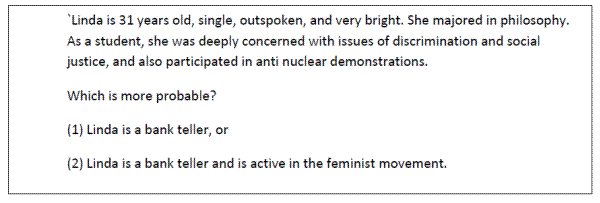 `Linda is 31 years old, single, outspoken, and very bright. She majored in philosophy.
As a student, she was deeply concerned with issues of discrimination and social
justice, and also participated in anti nuclear demonstrations.
Which is more probable?
(1) Linda is a bank teller, or
(2) Linda is a bank teller and is active in the feminist movement.